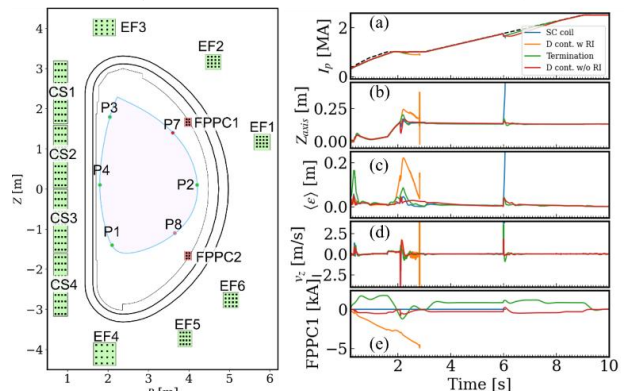 EF3
EF2
CS1
P3
FPPC1
P7
EF1
CS2
P4
P2
CS3
P8
P1
FPPC2
CS4
EF6
EF5
EF4
Z [m]
4
3
2
1
0
−1
−2
−3
−4
1 2 3 4 5 6
(a)
SC coil
D cont. w RI
Termination
D cont. w/o RI
I_p [MA]
2
1
(b)
Z_axis [m]
0.25
0.00
(c)
⟨ε⟩ [m]
0.2
0.0
(d)
v_z [m/s]
2.5
0.0
(e)
FPPC1 [kA]
0
−5
0 2 4 6 8 10
Time [s]